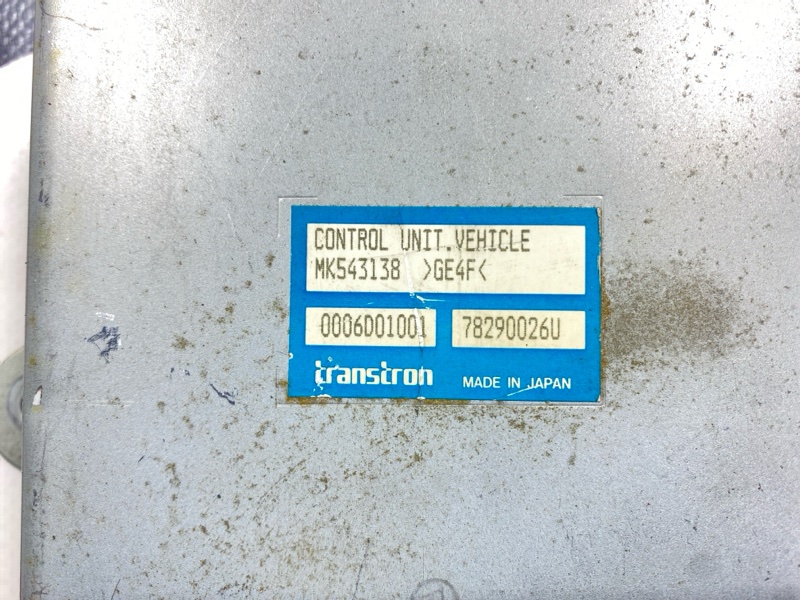 CONTROL UNIT.VEHICLE
MK543138 >GE4F<
0006D01001 78290026U
transtron MADE IN JAPAN